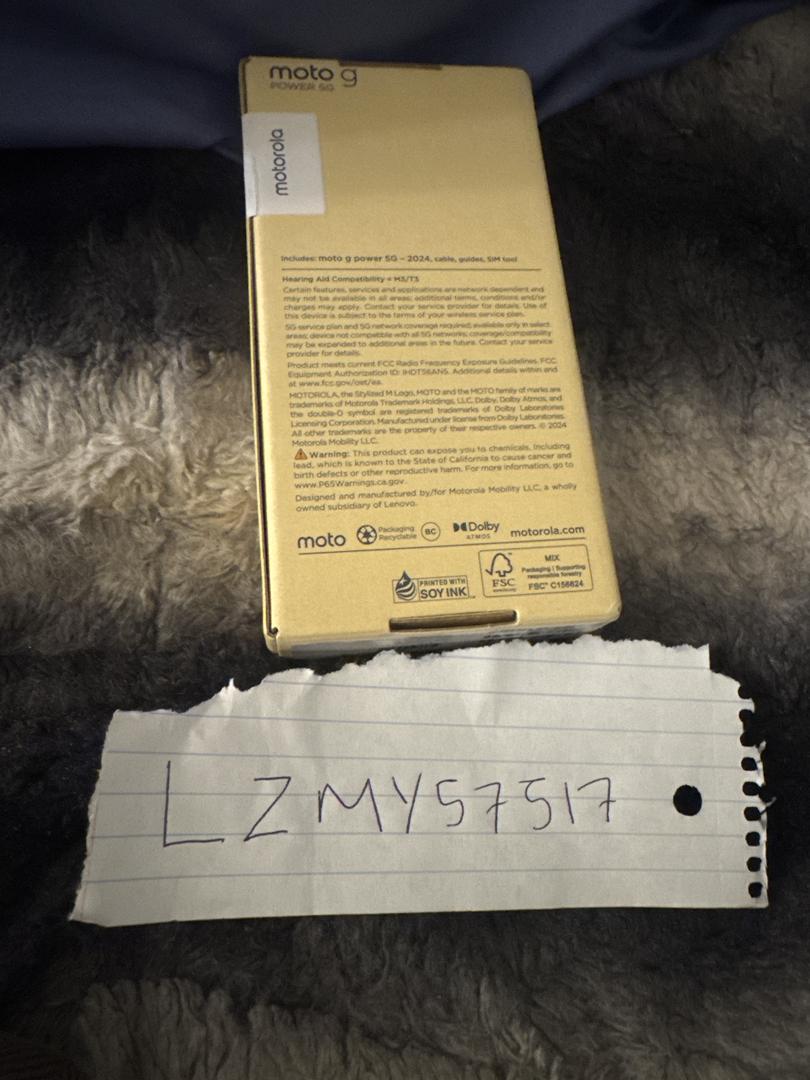 moto g
POWER 5G
motorola
Includes: moto g power 5G – 2024, cable, guides, SIM tool
Hearing Aid Compatibility = M3/T3
Certain features, services and applications are network dependent and
may not be available in all areas; additional terms, conditions and/or
charges may apply. Contact your service provider for details. Use of
this device is subject to the terms of your wireless service plan.
5G service plan and 5G network coverage required; available only in select
areas; device not compatible with all 5G networks; coverage/compatibility
may be expanded to additional areas in the future. Contact your service
provider for details.
Product meets current FCC Radio Frequency Exposure Guidelines. FCC
Equipment Authorization ID: IHDT56AN5. Additional details within and
at www.fcc.gov/oet/ea.
MOTOROLA, the Stylized M Logo, MOTO and the MOTO family of marks are
trademarks of Motorola Trademark Holdings, LLC. Dolby, Dolby Atmos, and
the double-D symbol are registered trademarks of Dolby Laboratories
Licensing Corporation. Manufactured under license from Dolby Laboratories.
All other trademarks are the property of their respective owners. © 2024
Motorola Mobility LLC.
⚠ Warning: This product can expose you to chemicals, including
lead, which is known to the State of California to cause cancer and
birth defects or other reproductive harm. For more information, go to
www.P65Warnings.ca.gov.
Designed and manufactured by/for Motorola Mobility LLC, a wholly
owned subsidiary of Lenovo.
moto Packaging Recyclable BC Dolby ATMOS motorola.com
PRINTED WITH
SOY INK
FSC
MIX
Packaging | Supporting
responsible forestry
FSC™ C156624
LZMY57517